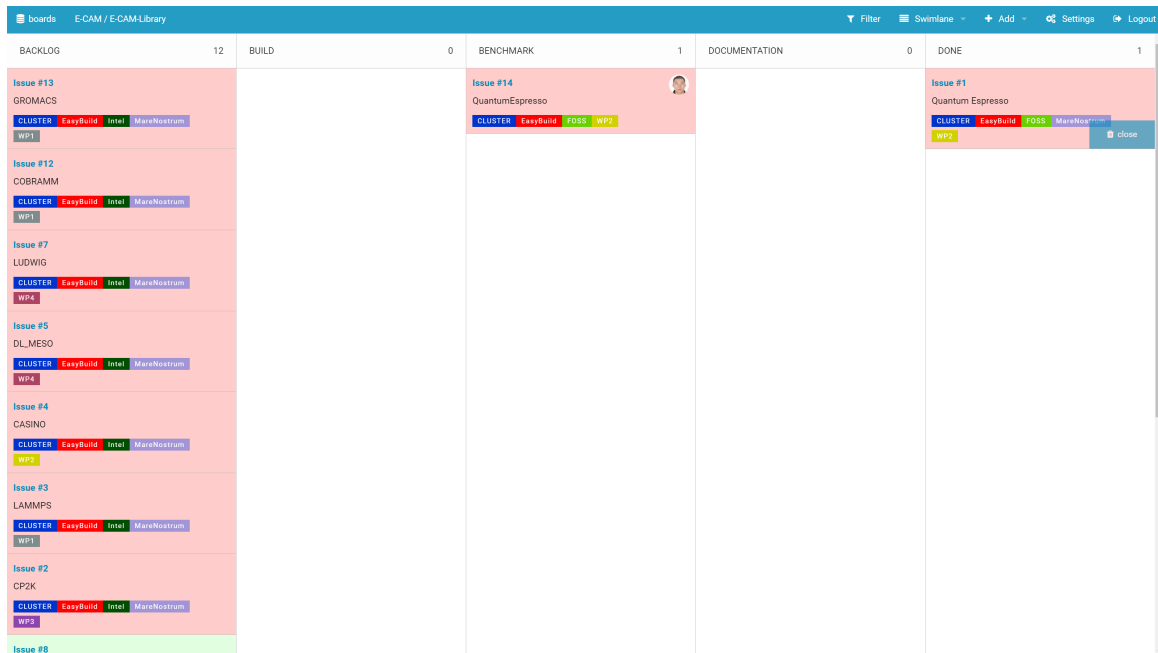 boards E-CAM / E-CAM-Library Filter Swimlane + Add Settings Logout
BACKLOG 12 BUILD 0 BENCHMARK 1 DOCUMENTATION 0 DONE 1
Issue #13
GROMACS
CLUSTER EasyBuild Intel MareNostrum
WP1
Issue #12
COBRAMM
CLUSTER EasyBuild Intel MareNostrum
WP1
Issue #7
LUDWIG
CLUSTER EasyBuild Intel MareNostrum
WP4
Issue #5
DL_MESO
CLUSTER EasyBuild Intel MareNostrum
WP4
Issue #4
CASINO
CLUSTER EasyBuild Intel MareNostrum
WP2
Issue #3
LAMMPS
CLUSTER EasyBuild Intel MareNostrum
WP1
Issue #2
CP2K
CLUSTER EasyBuild Intel MareNostrum
WP3
Issue #8
Issue #14
QuantumEspresso
CLUSTER EasyBuild FOSS WP2
Issue #1
Quantum Espresso
CLUSTER EasyBuild FOSS MareNostrum
WP2
close